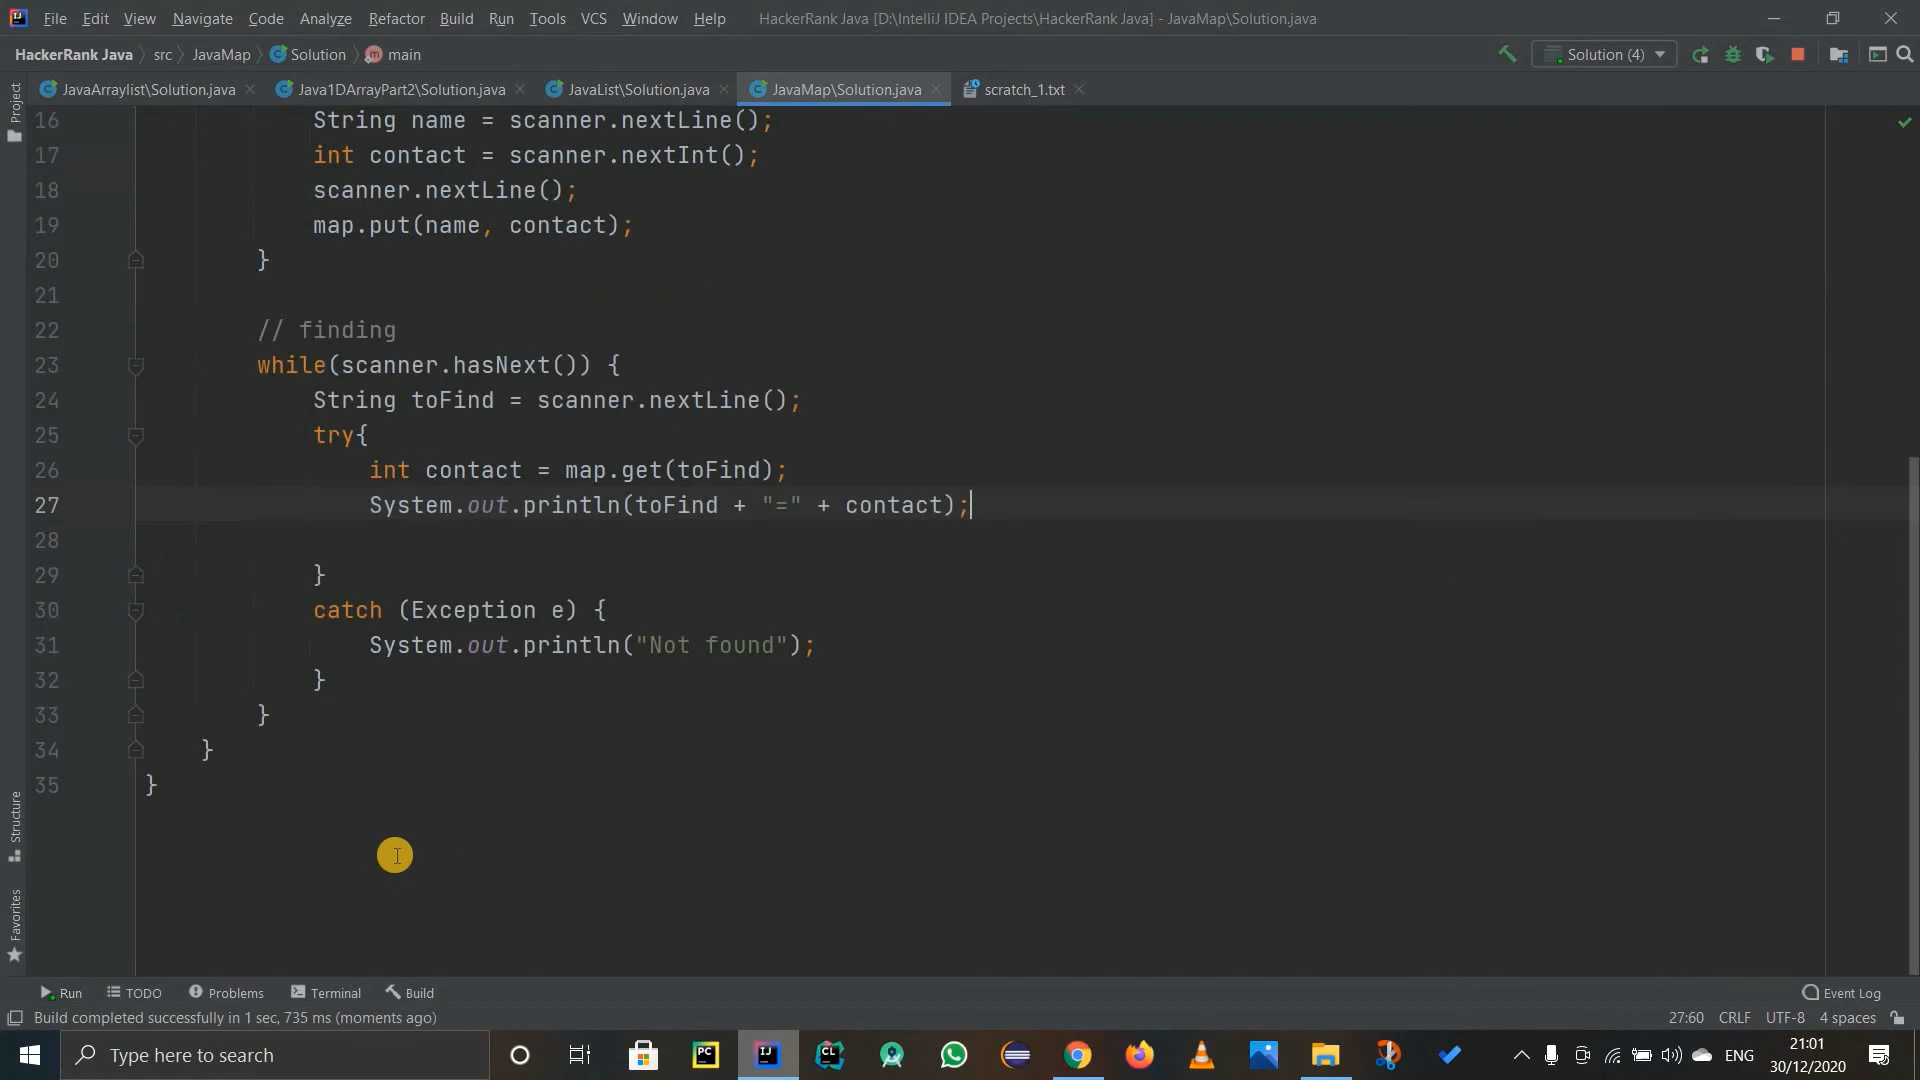 File Edit View Navigate Code Analyze Refactor Build Run Tools VCS Window Help HackerRank Java [D:\IntelliJ IDEA Projects\HackerRank Java] - JavaMap\Solution.java
HackerRank Java src JavaMap Solution main Solution (4)
JavaArraylist\Solution.java Java1DArrayPart2\Solution.java JavaList\Solution.java JavaMap\Solution.java scratch_1.txt
Project
16 String name = scanner.nextLine();
17 int contact = scanner.nextInt();
18 scanner.nextLine();
19 map.put(name, contact);
20 }
21
22 // finding
23 while(scanner.hasNext()) {
24 String toFind = scanner.nextLine();
25 try{
26 int contact = map.get(toFind);
27 System.out.println(toFind + "=" + contact);
28
29 }
30 catch (Exception e) {
31 System.out.println("Not found");
32 }
33 }
34 }
35 }
Structure
Favorites
Run TODO Problems Terminal Build Event Log
Build completed successfully in 1 sec, 735 ms (moments ago) 27:60 CRLF UTF-8 4 spaces
Type here to search PC IJ CL ENG 21:01
30/12/2020